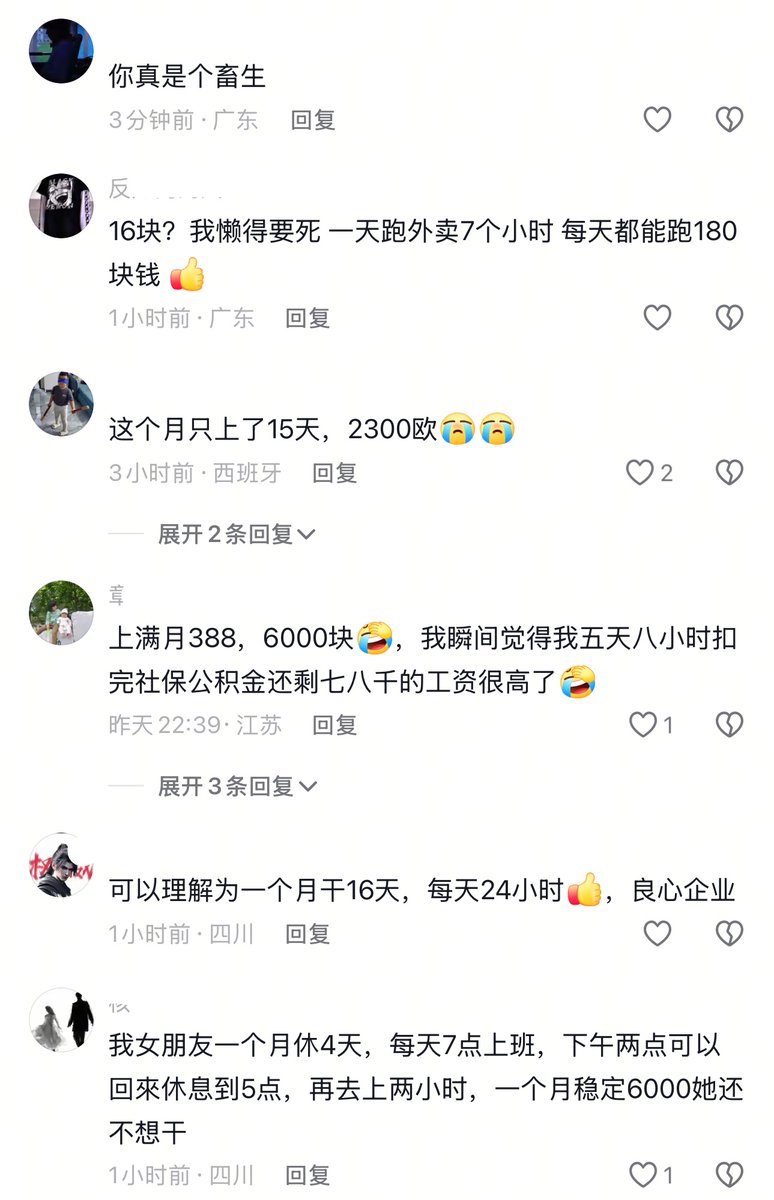 你真是个畜生
3分钟前·广东 回复
16块？我懒得要死 一天跑外卖7个小时 每天都能跑180
块钱👍
1小时前·广东 回复
这个月只上了15天，2300欧😭😭
3小时前·西班牙 回复 2
展开2条回复
上满月388，6000块🤣，我瞬间觉得我五天八小时扣
完社保公积金还剩七八千的工资很高了🤣
昨天22:39·江苏 回复 1
展开3条回复
可以理解为一个月干16天，每天24小时👍，良心企业
1小时前·四川 回复
我女朋友一个月休4天，每天7点上班，下午两点可以
回來休息到5点，再去上两小时，一个月稳定6000她还
不想干
1小时前·四川 回复 1